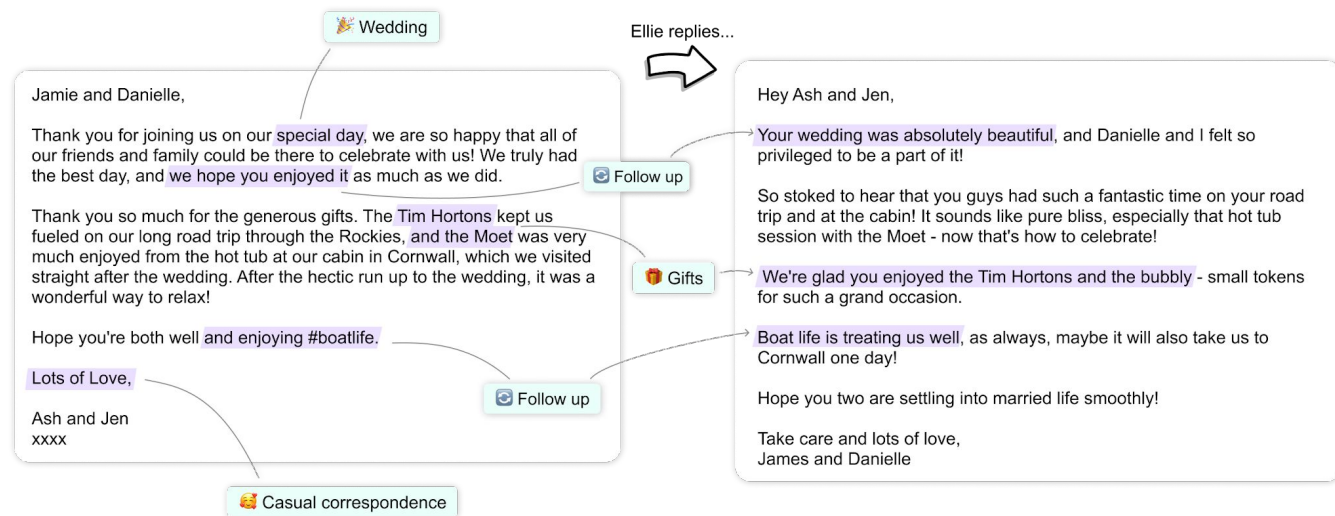 🎉 Wedding
Jamie and Danielle,
Thank you for joining us on our special day, we are so happy that all of
our friends and family could be there to celebrate with us! We truly had
the best day, and we hope you enjoyed it as much as we did.
Thank you so much for the generous gifts. The Tim Hortons kept us
fueled on our long road trip through the Rockies, and the Moet was very
much enjoyed from the hot tub at our cabin in Cornwall, which we visited
straight after the wedding. After the hectic run up to the wedding, it was a
wonderful way to relax!
Hope you're both well and enjoying #boatlife.
Lots of Love,
Ash and Jen
xxxx
🥰 Casual correspondence
🔄 Follow up
🎁 Gifts
🔄 Follow up
Ellie replies...
Hey Ash and Jen,
Your wedding was absolutely beautiful, and Danielle and I felt so
privileged to be a part of it!
So stoked to hear that you guys had such a fantastic time on your road
trip and at the cabin! It sounds like pure bliss, especially that hot tub
session with the Moet - now that's how to celebrate!
We're glad you enjoyed the Tim Hortons and the bubbly - small tokens
for such a grand occasion.
Boat life is treating us well, as always, maybe it will also take us to
Cornwall one day!
Hope you two are settling into married life smoothly!
Take care and lots of love,
James and Danielle